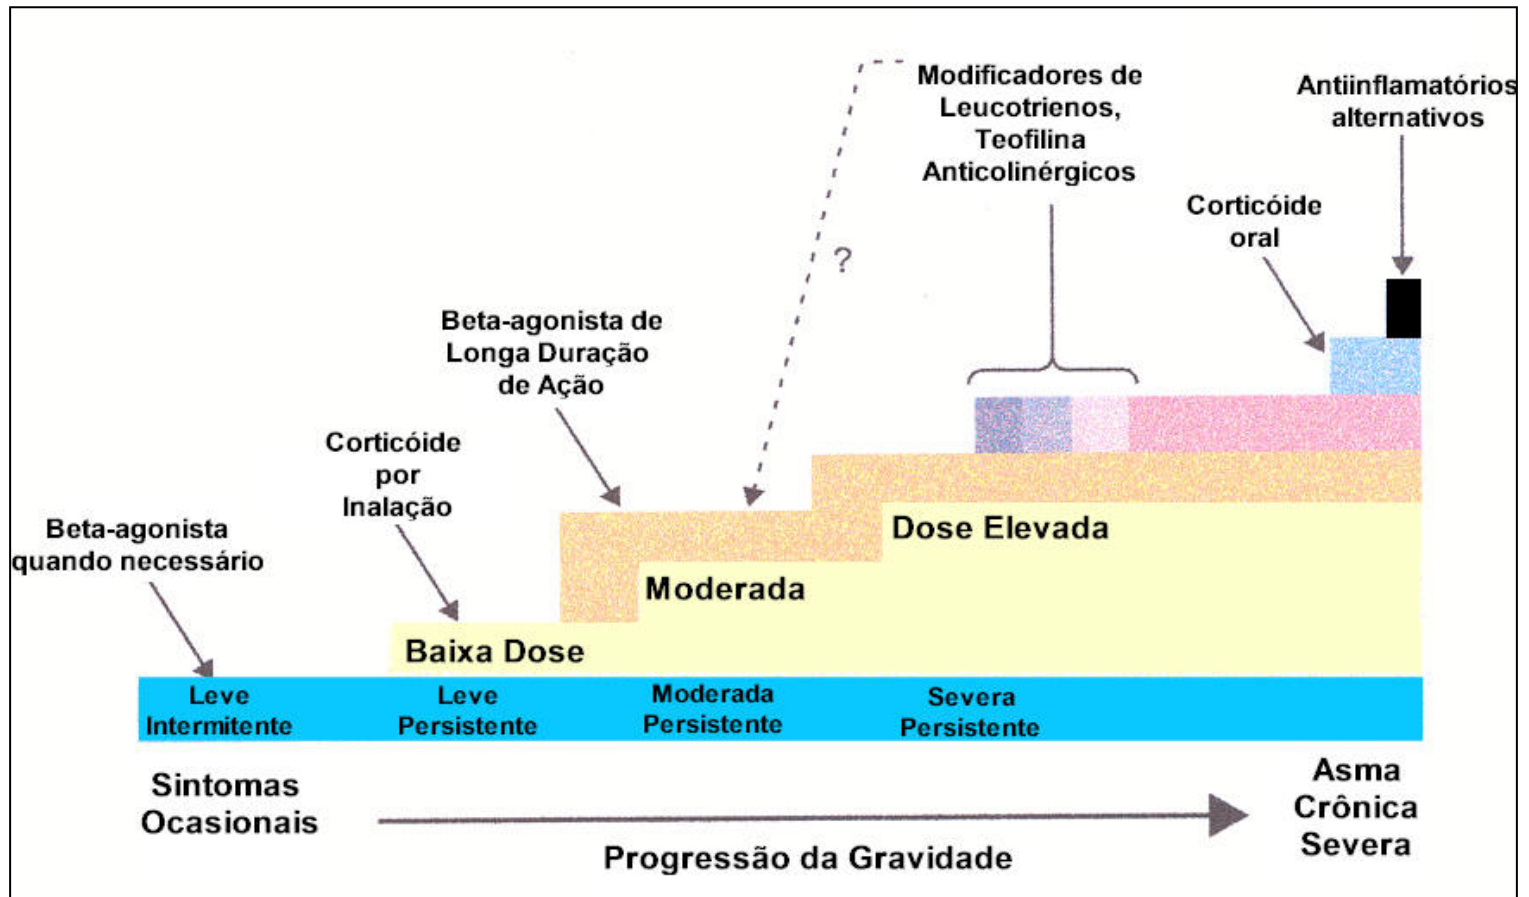 Modificadores de
Leucotrienos,
Teofilina
Anticolinérgicos
Antiinflamatórios
alternativos
Corticóide
oral
?
Beta-agonista de
Longa Duração
de Ação
Corticóide
por
Inalação
Beta-agonista
quando necessário
Dose Elevada
Moderada
Baixa Dose
Leve
Intermitente
Leve
Persistente
Moderada
Persistente
Severa
Persistente
Sintomas
Ocasionais
Progressão da Gravidade
Asma
Crônica
Severa